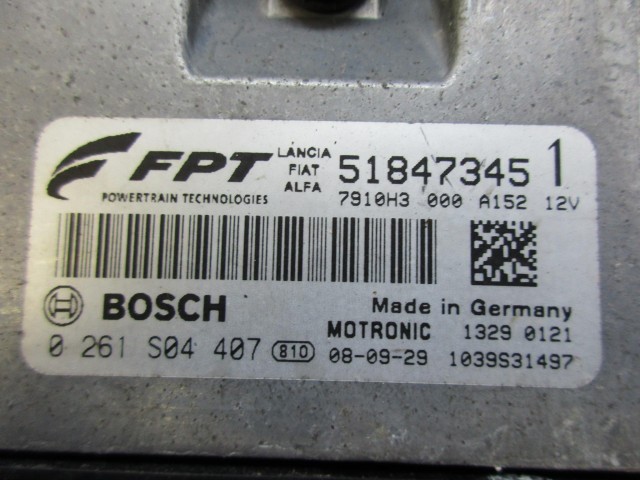 FPT
POWERTRAIN TECHNOLOGIES
LANCIA
FIAT
ALFA
51847345 1
7910H3 000 A152 12V
BOSCH
Made in Germany
MOTRONIC 1329 0121
0 261 S04 407 810 08-09-29 1039S31497